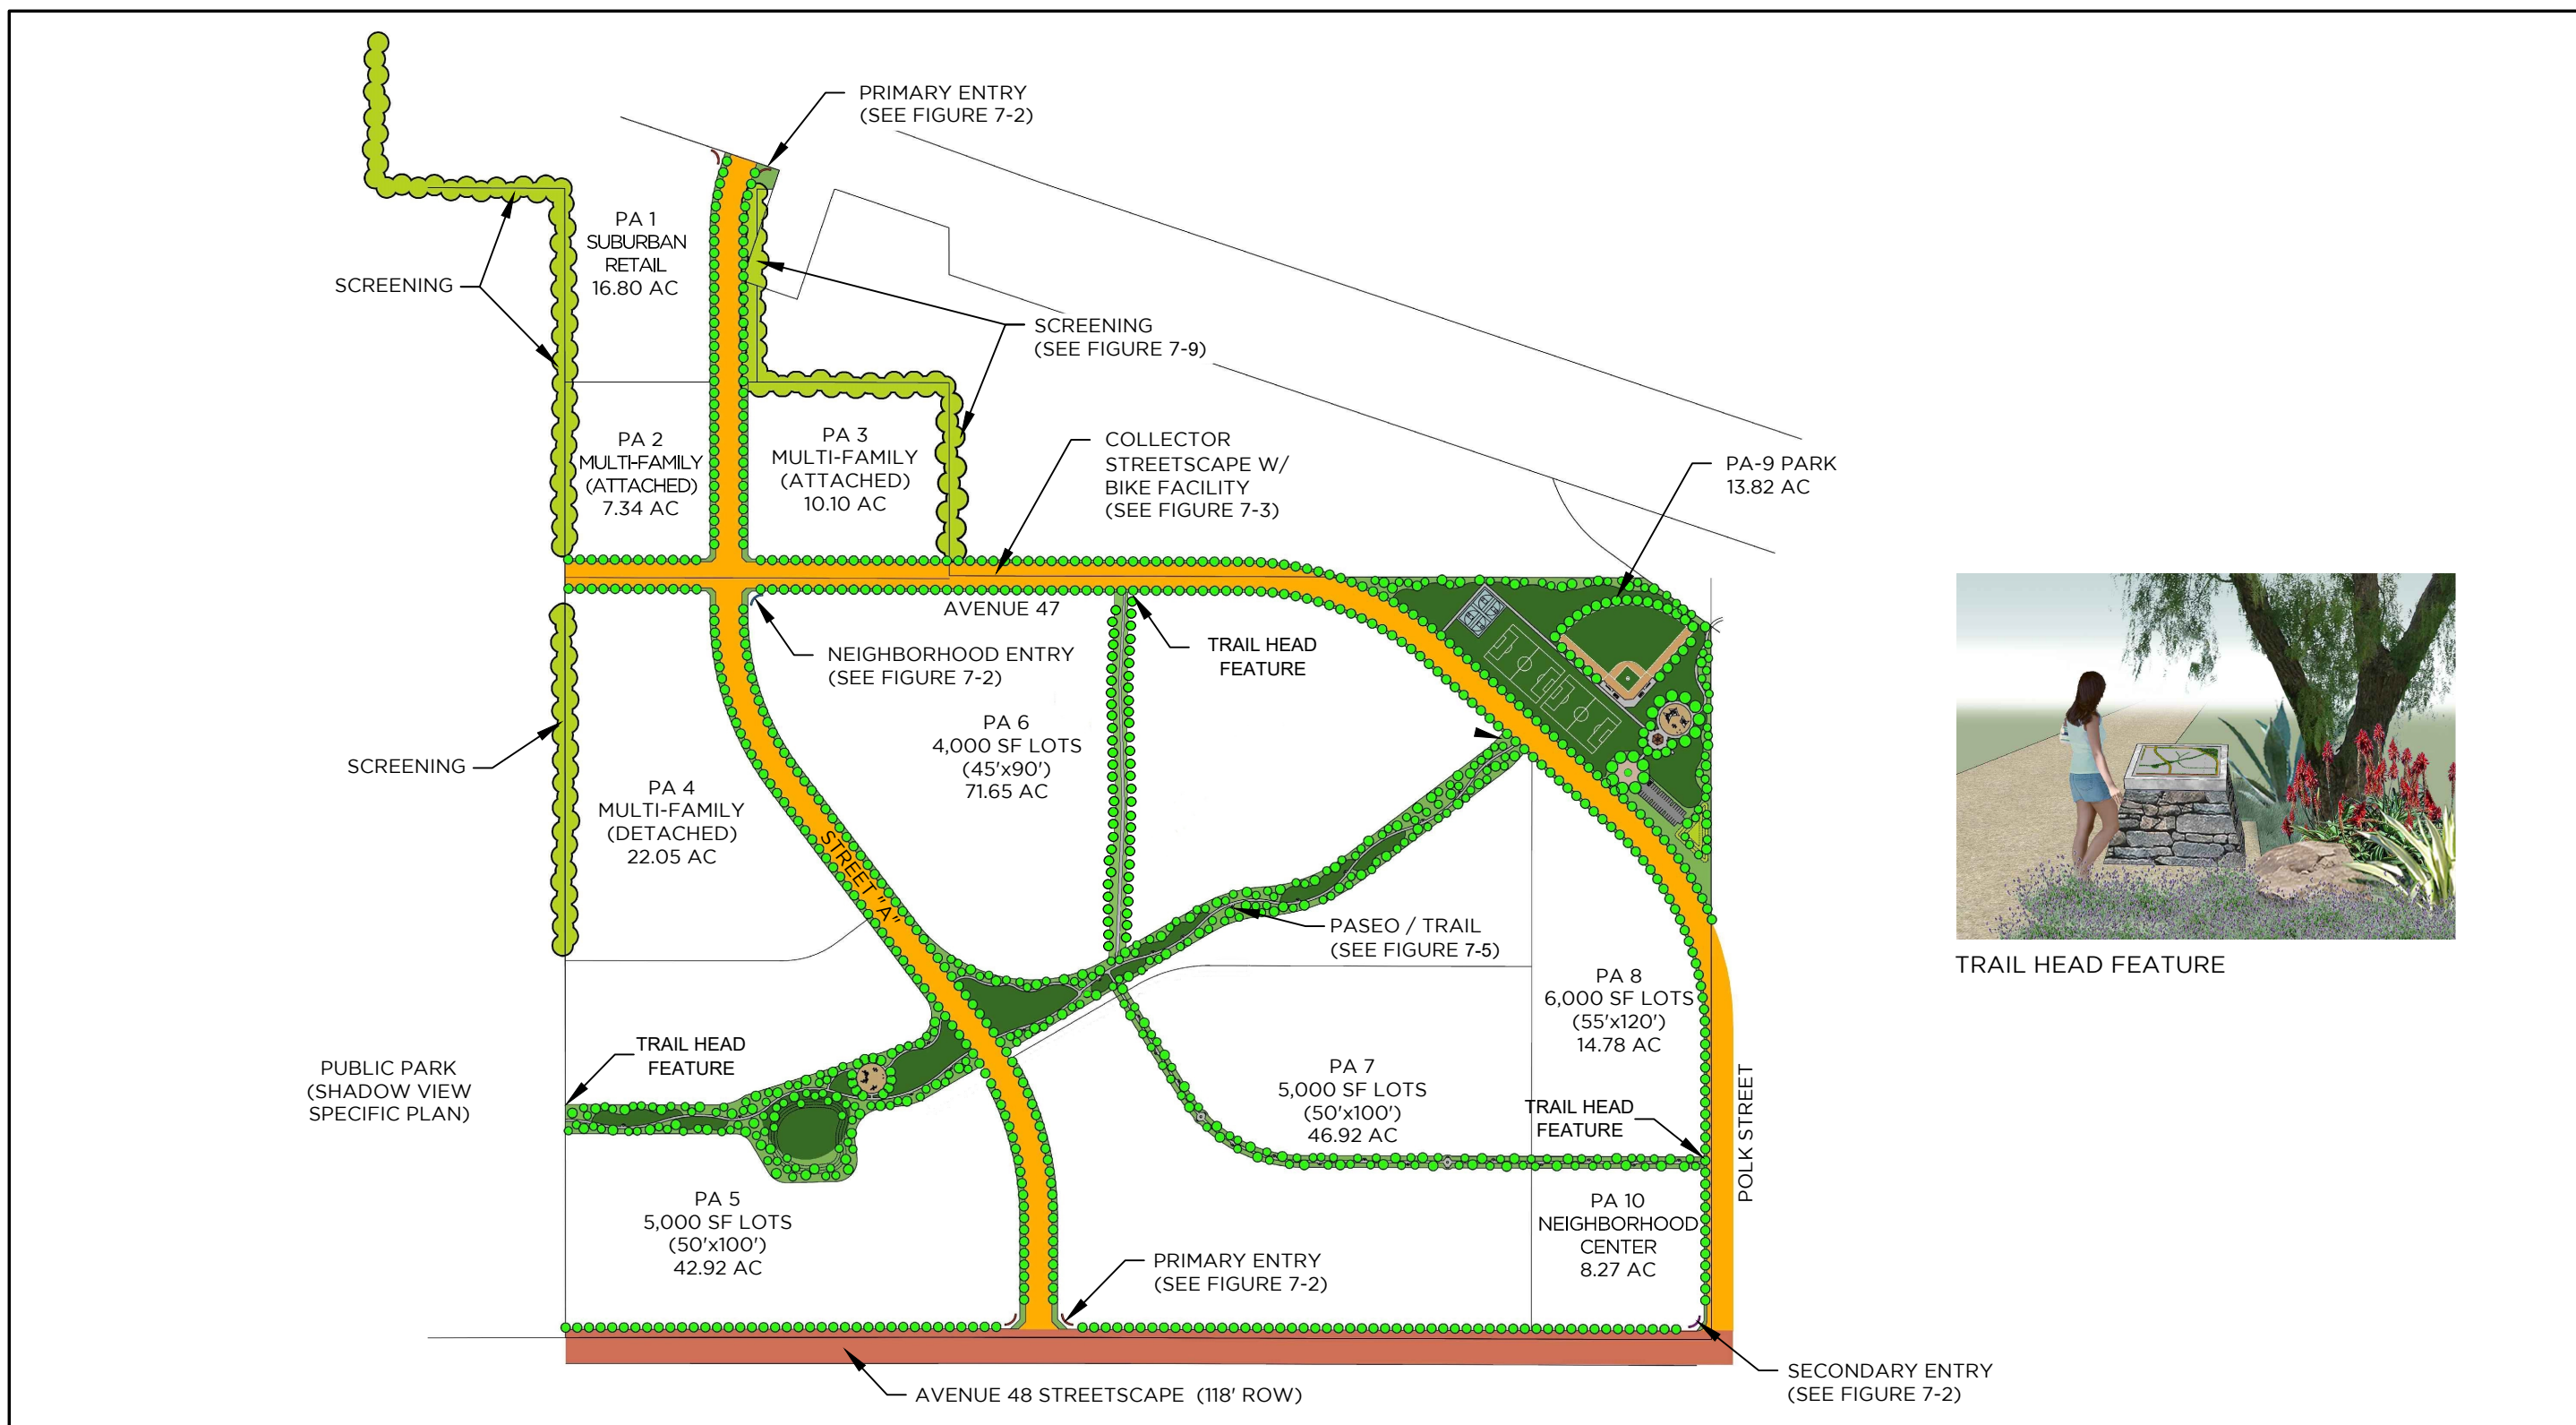 PRIMARY ENTRY
(SEE FIGURE 7-2)
PA 1
SUBURBAN
RETAIL
16.80 AC
SCREENING
SCREENING
(SEE FIGURE 7-9)
PA 2
MULTI-FAMILY
(ATTACHED)
7.34 AC
PA 3
MULTI-FAMILY
(ATTACHED)
10.10 AC
COLLECTOR
STREETSCAPE W/
BIKE FACILITY
(SEE FIGURE 7-3)
PA-9 PARK
13.82 AC
AVENUE 47
NEIGHBORHOOD ENTRY
(SEE FIGURE 7-2)
TRAIL HEAD
FEATURE
PA 6
4,000 SF LOTS
(45'x90')
71.65 AC
SCREENING
PA 4
MULTI-FAMILY
(DETACHED)
22.05 AC
STREET "A"
PASEO / TRAIL
(SEE FIGURE 7-5)
TRAIL HEAD FEATURE
PA 8
6,000 SF LOTS
(55'x120')
14.78 AC
TRAIL HEAD
FEATURE
PUBLIC PARK
(SHADOW VIEW
SPECIFIC PLAN)
PA 7
5,000 SF LOTS
(50'x100')
46.92 AC
TRAIL HEAD
FEATURE
POLK STREET
PA 5
5,000 SF LOTS
(50'x100')
42.92 AC
PA 10
NEIGHBORHOOD
CENTER
8.27 AC
PRIMARY ENTRY
(SEE FIGURE 7-2)
SECONDARY ENTRY
(SEE FIGURE 7-2)
AVENUE 48 STREETSCAPE (118' ROW)